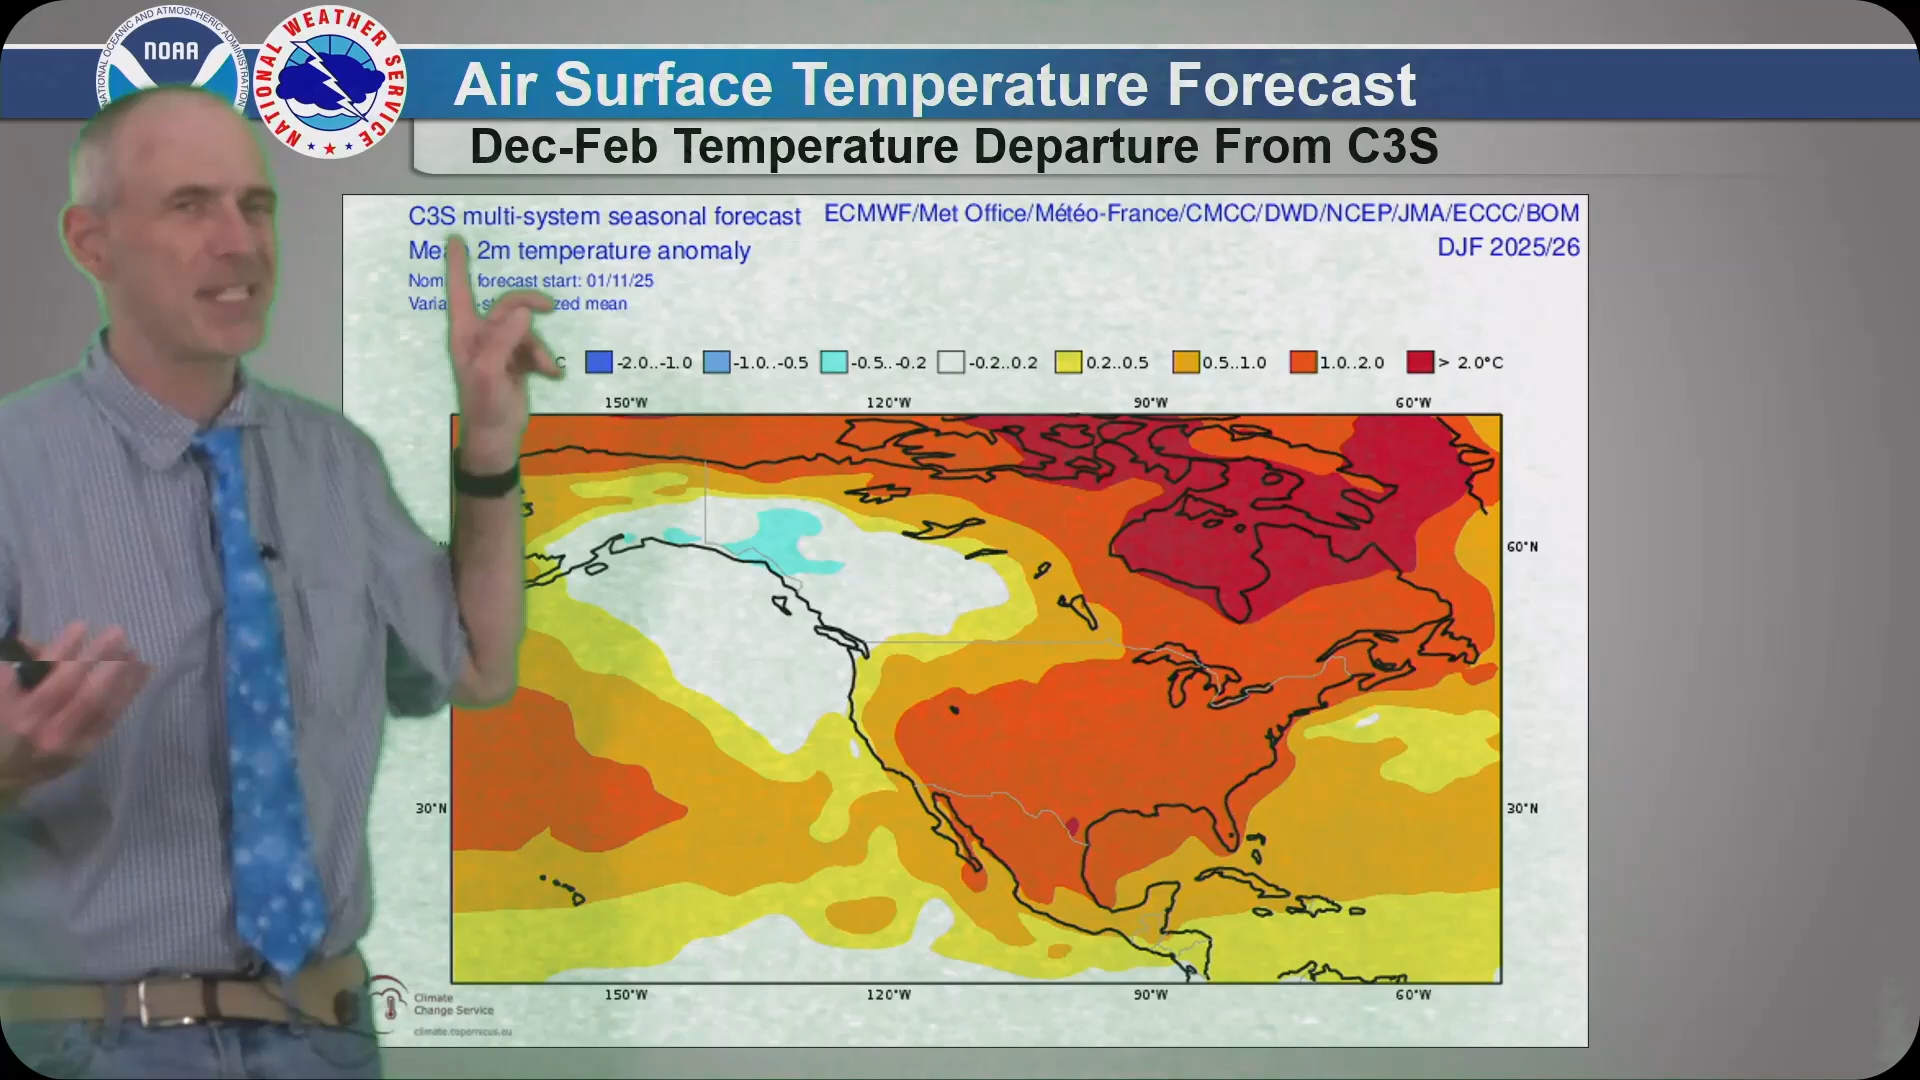 NATIONAL OCEANIC AND ATMOSPHERIC ADMINISTRATION
NOAA
NATIONAL WEATHER SERVICE
Air Surface Temperature Forecast
Dec-Feb Temperature Departure From C3S
C3S multi-system seasonal forecast
ECMWF/Met Office/Météo-France/CMCC/DWD/NCEP/JMA/ECCC/BOM
2m temperature anomaly
DJF 2025/26
forecast start: 01/11/25
mean
-2.0..-1.0 -1.0..-0.5 -0.5..-0.2 -0.2..0.2 0.2..0.5 0.5..1.0 1.0..2.0 > 2.0°C
150°W 120°W 90°W 60°W
60°N
30°N 30°N
150°W 120°W 90°W 60°W
Climate
Change Service
climate.copernicus.eu